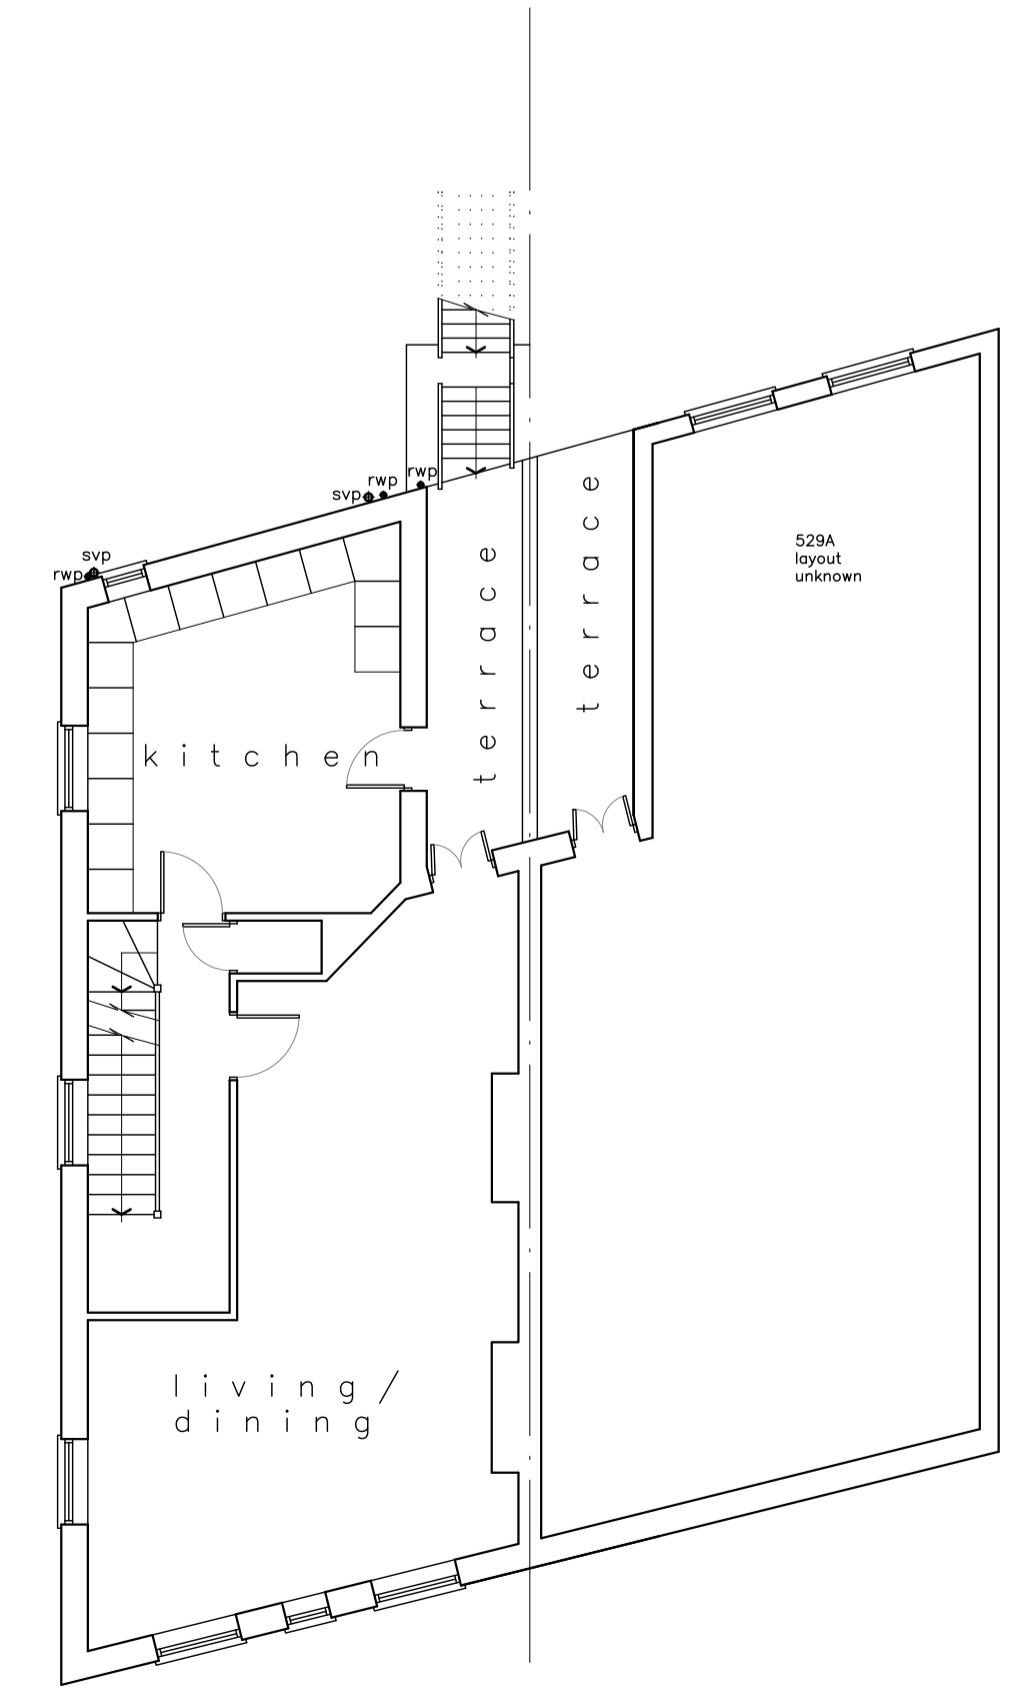 rwp
rwp
svp
svp
rwp
terrace
terrace
529A
layout
unknown
kitchen
living/
dining